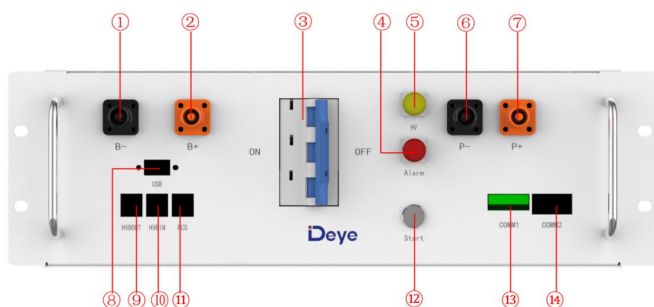 ① ② ③ ④ ⑤ ⑥ ⑦
B- B+ ON OFF HV P- P+
Alarm
USB
HVBOUT HVBIN PCS COMM1 COMM2
Deye Start
⑧ ⑨ ⑩ ⑪ ⑫ ⑬ ⑭